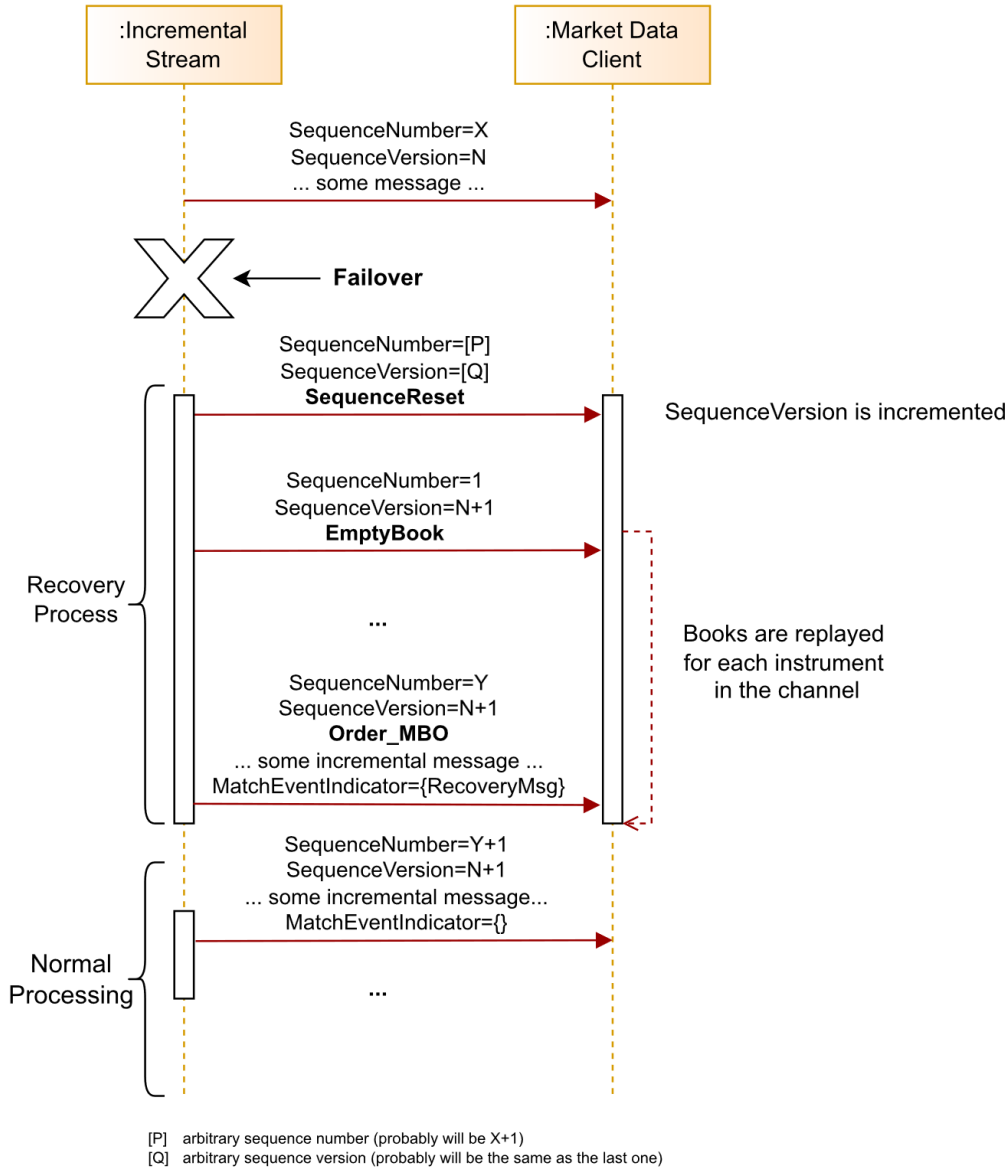 :Incremental
Stream
:Market Data
Client
SequenceNumber=X
SequenceVersion=N
... some message ...
Failover
SequenceNumber=[P]
SequenceVersion=[Q]
SequenceReset
SequenceVersion is incremented
SequenceNumber=1
SequenceVersion=N+1
EmptyBook
Recovery
Process
...
Books are replayed
for each instrument
in the channel
SequenceNumber=Y
SequenceVersion=N+1
Order_MBO
... some incremental message ...
MatchEventIndicator={RecoveryMsg}
SequenceNumber=Y+1
SequenceVersion=N+1
... some incremental message...
MatchEventIndicator={}
Normal
Processing
...
[P] arbitrary sequence number (probably will be X+1)
[Q] arbitrary sequence version (probably will be the same as the last one)